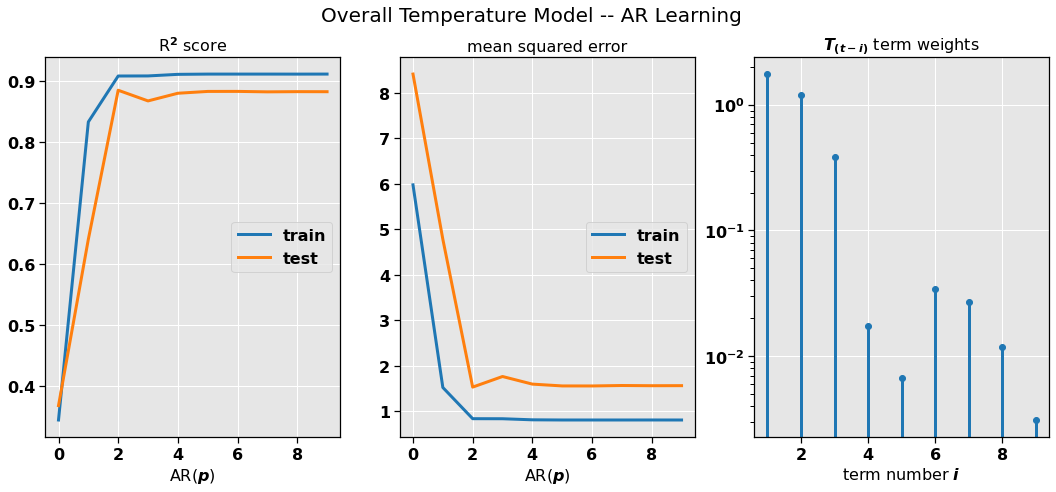 Overall Temperature Model -- AR Learning
R² score
0.9
0.8
0.7
0.6
0.5
0.4
train
test
0 2 4 6 8
AR(p)
mean squared error
8
7
6
5
4
3
2
1
train
test
0 2 4 6 8
AR(p)
T₍ₜ₋ᵢ₎ term weights
10⁰
10⁻¹
10⁻²
2 4 6 8
term number i